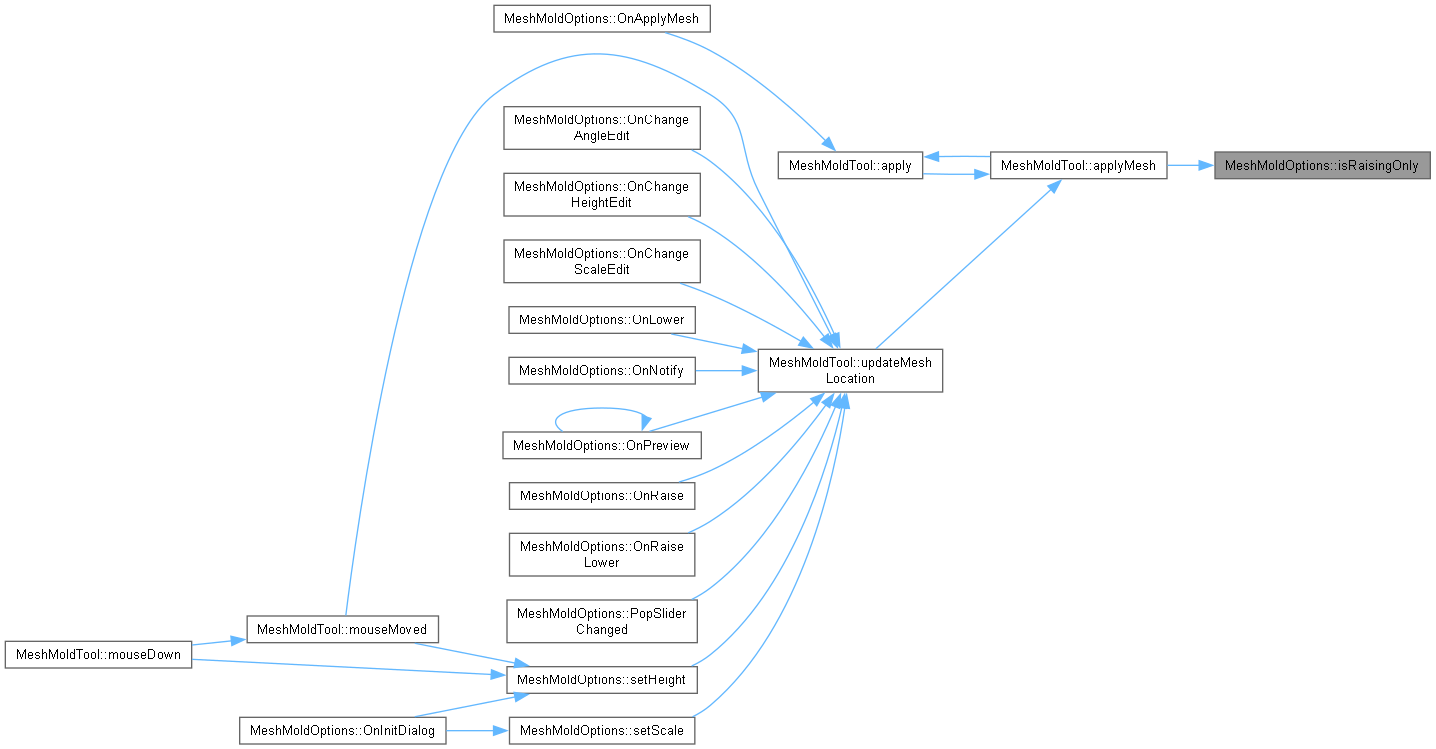 MeshMoldOptions::OnApplyMesh
MeshMoldOptions::OnChange
AngleEdit
MeshMoldTool::apply
MeshMoldTool::applyMesh
MeshMoldOptions::isRaisingOnly
MeshMoldOptions::OnChange
HeightEdit
MeshMoldOptions::OnChange
ScaleEdit
MeshMoldOptions::OnLower
MeshMoldTool::updateMesh
Location
MeshMoldOptions::OnNotify
MeshMoldOptions::OnPreview
MeshMoldOptions::OnRaise
MeshMoldOptions::OnRaise
Lower
MeshMoldOptions::PopSlider
Changed
MeshMoldTool::mouseMoved
MeshMoldTool::mouseDown
MeshMoldOptions::setHeight
MeshMoldOptions::OnInitDialog
MeshMoldOptions::setScale